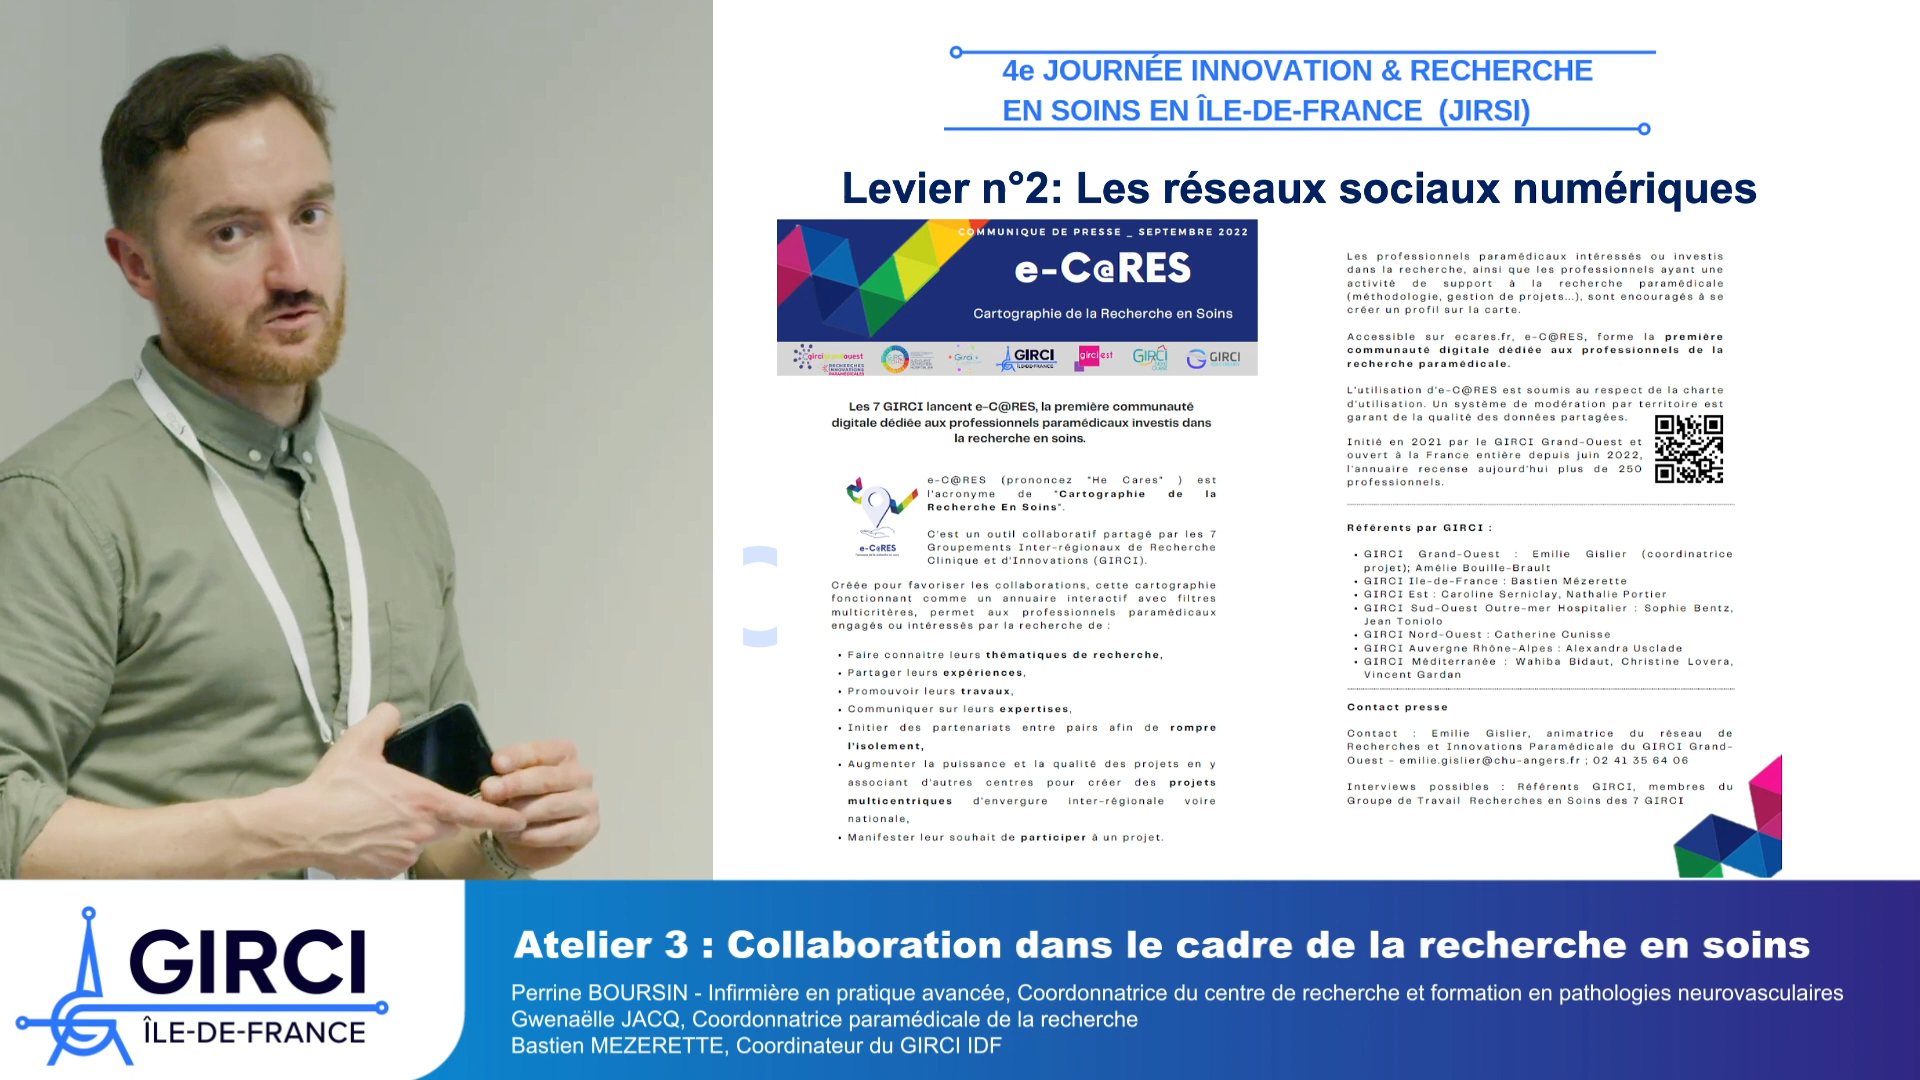 4e JOURNÉE INNOVATION & RECHERCHE
EN SOINS EN ÎLE-DE-FRANCE (JIRSI)
Levier n°2: Les réseaux sociaux numériques
COMMUNIQUE DE PRESSE _ SEPTEMBRE 2022
e-C@RES
Cartographie de la Recherche en Soins
GIRCI
ÎLE-DE-FRANCE
girci est
GIRCI
GIRCI
Les 7 GIRCI lancent e-C@RES, la première communauté
digitale dédiée aux professionnels paramédicaux investis dans
la recherche en soins.
e-C@RES
e-C@RES (prononcez "He Cares" ) est
l'acronyme de "Cartographie de la
Recherche En Soins".
C'est un outil collaboratif partagé par les 7
Groupements Inter-régionaux de Recherche
Clinique et d'Innovations (GIRCI).
Créée pour favoriser les collaborations, cette cartographie
fonctionnant comme un annuaire interactif avec filtres
multicritères, permet aux professionnels paramédicaux
engagés ou intéressés par la recherche de :
• Faire connaitre leurs thématiques de recherche,
• Partager leurs expériences,
• Promouvoir leurs travaux,
• Communiquer sur leurs expertises,
• Initier des partenariats entre pairs afin de rompre
l'isolement,
• Augmenter la puissance et la qualité des projets en y
associant d'autres centres pour créer des projets
multicentriques d'envergure inter-régionale voire
nationale,
• Manifester leur souhait de participer à un projet.
Les professionnels paramédicaux intéressés ou investis
dans la recherche, ainsi que les professionnels ayant une
activité de support à la recherche paramédicale
(méthodologie, gestion de projets...), sont encouragés à se
créer un profil sur la carte.
Accessible sur ecares.fr, e-C@RES, forme la première
communauté digitale dédiée aux professionnels de la
recherche paramédicale.
L'utilisation d'e-C@RES est soumis au respect de la charte
d'utilisation. Un système de modération par territoire est
garant de la qualité des données partagées.
Initié en 2021 par le GIRCI Grand-Ouest et
ouvert à la France entière depuis juin 2022,
l'annuaire recense aujourd'hui plus de 250
professionnels.
Référents par GIRCI :
• GIRCI Grand-Ouest : Emilie Gislier (coordinatrice
projet); Amélie Bouille-Brault
• GIRCI Ile-de-France : Bastien Mézerette
• GIRCI Est : Caroline Serniclay, Nathalie Portier
• GIRCI Sud-Ouest Outre-mer Hospitalier : Sophie Bentz,
Jean Toniolo
• GIRCI Nord-Ouest : Catherine Cunisse
• GIRCI Auvergne Rhône-Alpes : Alexandra Usclade
• GIRCI Méditerranée : Wahiba Bidaut, Christine Lovera,
Vincent Gardan
Contact presse
Contact : Emilie Gislier, animatrice du réseau de
Recherches et Innovations Paramédicale du GIRCI Grand-
Ouest – emilie.gislier@chu-angers.fr ; 02 41 35 64 06
Interviews possibles : Référents GIRCI, membres du
Groupe de Travail Recherches en Soins des 7 GIRCI
GIRCI
ÎLE-DE-FRANCE
Atelier 3 : Collaboration dans le cadre de la recherche en soins
Perrine BOURSIN - Infirmière en pratique avancée, Coordonnatrice du centre de recherche et formation en pathologies neurovasculaires
Gwenaëlle JACQ, Coordonnatrice paramédicale de la recherche
Bastien MEZERETTE, Coordinateur du GIRCI IDF